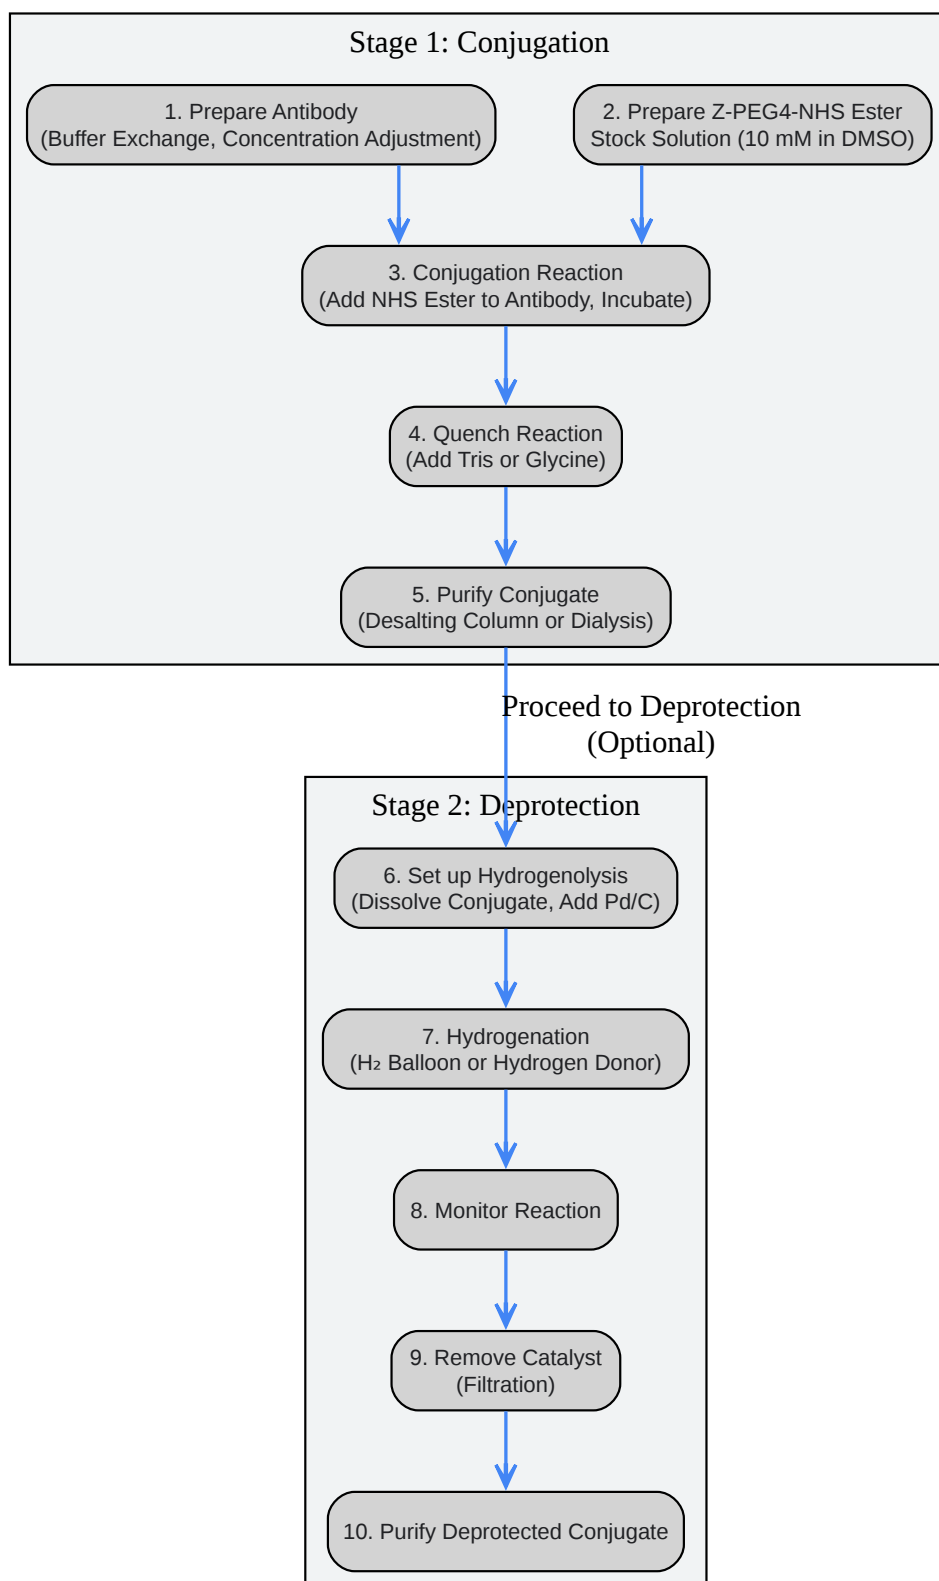 Stage 1: Conjugation
1. Prepare Antibody
(Buffer Exchange, Concentration Adjustment)
2. Prepare Z-PEG4-NHS Ester
Stock Solution (10 mM in DMSO)
3. Conjugation Reaction
(Add NHS Ester to Antibody, Incubate)
4. Quench Reaction
(Add Tris or Glycine)
5. Purify Conjugate
(Desalting Column or Dialysis)
Proceed to Deprotection
(Optional)
Stage 2: Deprotection
6. Set up Hydrogenolysis
(Dissolve Conjugate, Add Pd/C)
7. Hydrogenation
(H₂ Balloon or Hydrogen Donor)
8. Monitor Reaction
9. Remove Catalyst
(Filtration)
10. Purify Deprotected Conjugate